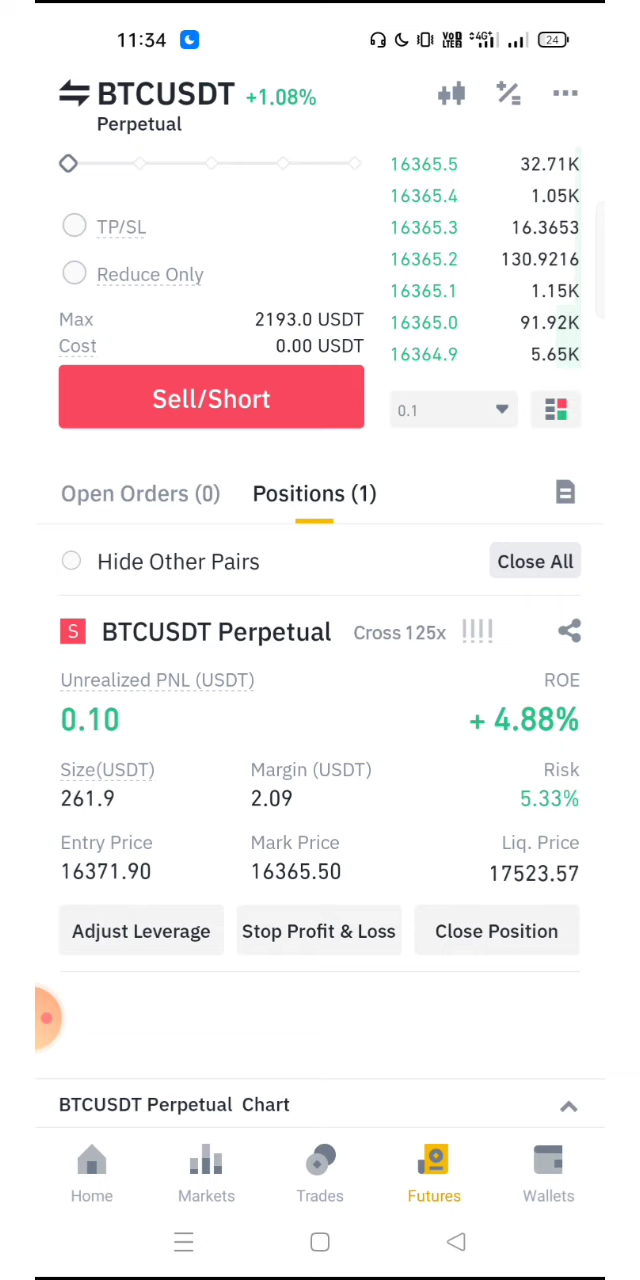 11:34 4G 24
BTCUSDT +1.08%
Perpetual
16365.5 32.71K
16365.4 1.05K
TP/SL 16365.3 16.3653
16365.2 130.9216
Reduce Only
16365.1 1.15K
Max 2193.0 USDT 16365.0 91.92K
Cost 0.00 USDT 16364.9 5.65K
Sell/Short 0.1
Open Orders (0) Positions (1)
Hide Other Pairs Close All
S BTCUSDT Perpetual Cross 125x
Unrealized PNL (USDT) ROE
0.10 + 4.88%
Size(USDT) Margin (USDT) Risk
261.9 2.09 5.33%
Entry Price Mark Price Liq. Price
16371.90 16365.50 17523.57
Adjust Leverage Stop Profit & Loss Close Position
BTCUSDT Perpetual Chart
Home Markets Trades Futures Wallets